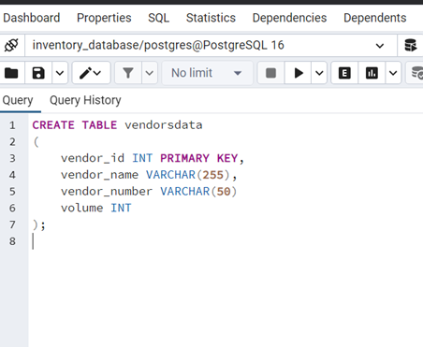 Dashboard Properties SQL Statistics Dependencies Dependents
inventory_database/postgres@PostgreSQL 16
No limit E
Query Query History
1 CREATE TABLE vendorsdata
2 (
3 vendor_id INT PRIMARY KEY,
4 vendor_name VARCHAR(255),
5 vendor_number VARCHAR(50)
6 volume INT
7 );
8